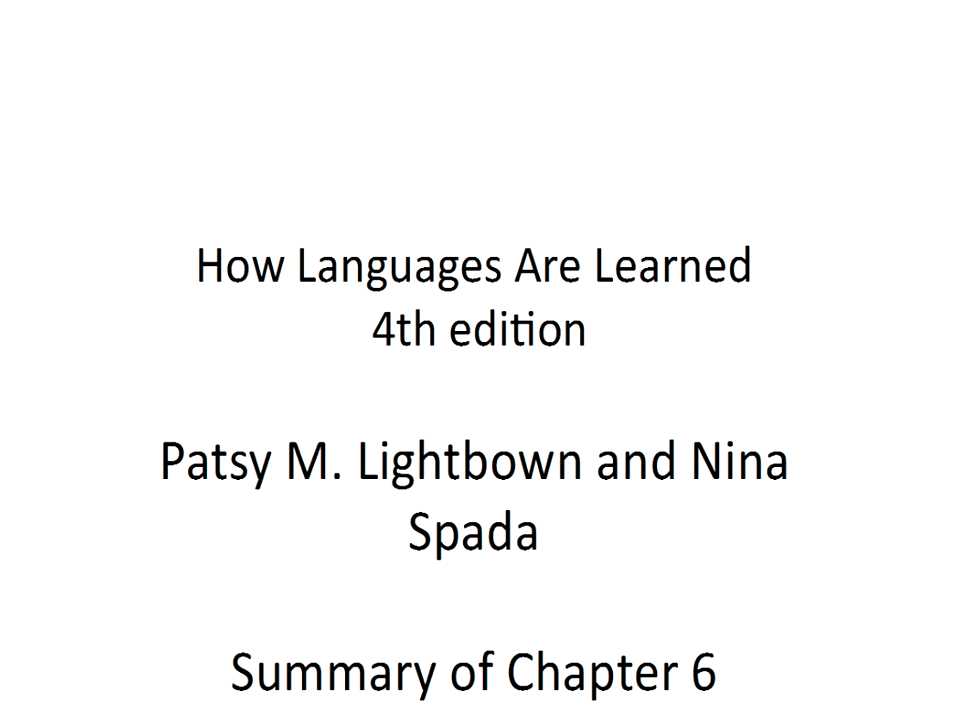 How Languages Are Learned
4th edition
Patsy M. Lightbown and Nina
Spada
Summary of Chapter 6